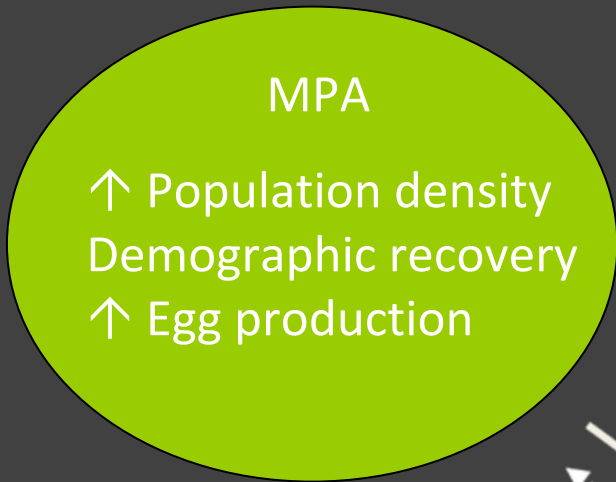 MPA
↑ Population density
Demographic recovery
↑ Egg production